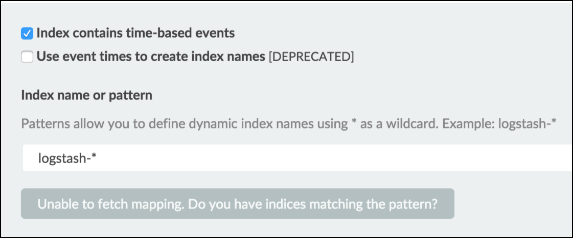 Index contains time-based events
Use event times to create index names [DEPRECATED]
Index name or pattern
Patterns allow you to define dynamic index names using * as a wildcard. Example: logstash-*
logstash-*
Unable to fetch mapping. Do you have indices matching the pattern?